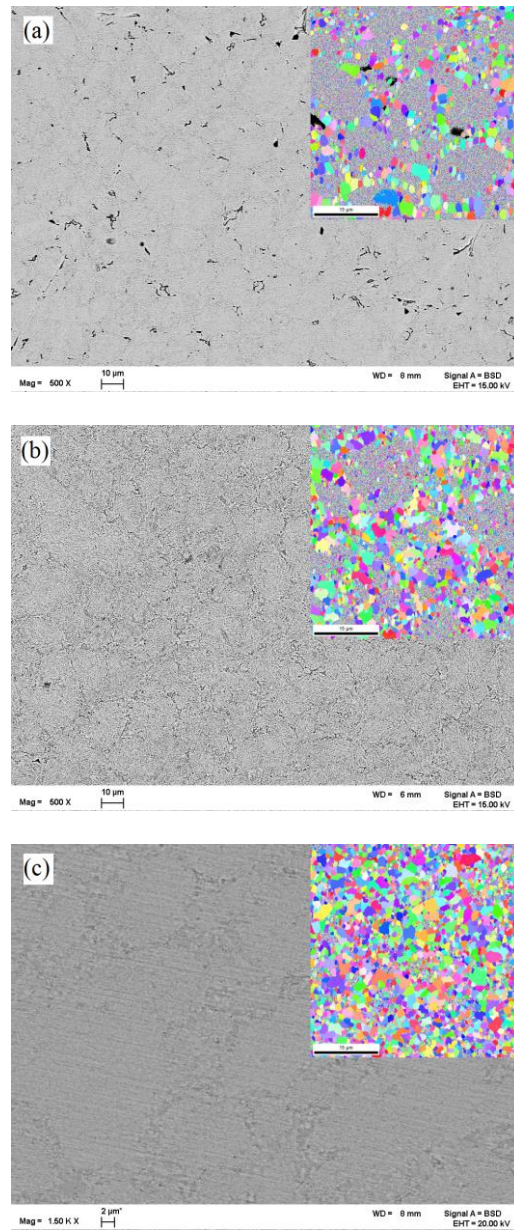 (a)
Mag = 500 X
10 µm
WD = 8 mm
Signal A = BSD
EHT = 15.00 kV
(b)
Mag = 500 X
10 µm
WD = 6 mm
Signal A = BSD
EHT = 15.00 kV
(c)
Mag = 1.50 K X
2 µm*
WD = 8 mm
Signal A = BSD
EHT = 20.00 kV